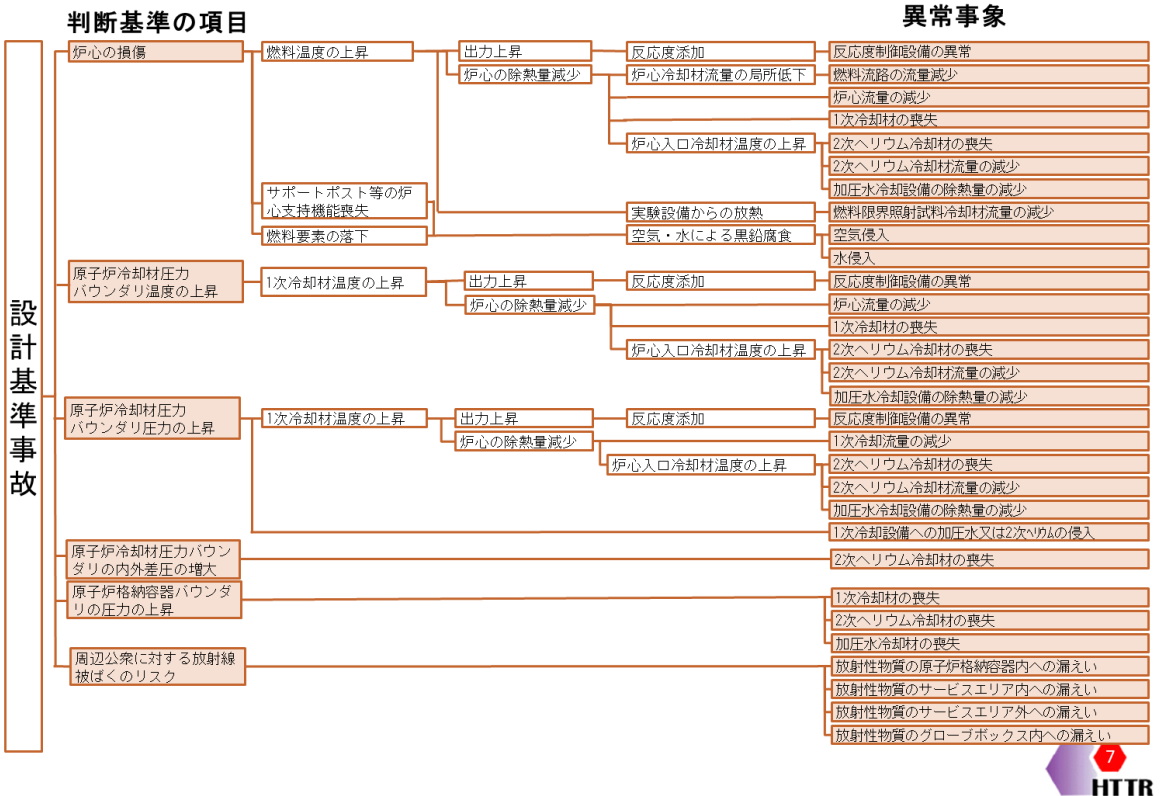 判断基準の項目
異常事象
設計基準事故
炉心の損傷
燃料温度の上昇
出力上昇
反応度添加
反応度制御設備の異常
炉心の除熱量減少
炉心冷却材流量の局所低下
燃料流路の流量減少
炉心流量の減少
1次冷却材の喪失
炉心入口冷却材温度の上昇
2次ヘリウム冷却材の喪失
2次ヘリウム冷却材流量の減少
加圧水冷却設備の除熱量の減少
サポートポスト等の炉
心支持機能喪失
実験設備からの放熱
燃料限界照射試料冷却材流量の減少
燃料要素の落下
空気・水による黒鉛腐食
空気侵入
水侵入
原子炉冷却材圧力
バウンダリ温度の上昇
1次冷却材温度の上昇
出力上昇
反応度添加
反応度制御設備の異常
炉心の除熱量減少
炉心流量の減少
1次冷却材の喪失
炉心入口冷却材温度の上昇
2次ヘリウム冷却材の喪失
2次ヘリウム冷却材流量の減少
加圧水冷却設備の除熱量の減少
原子炉冷却材圧力
バウンダリ圧力の上昇
1次冷却材温度の上昇
出力上昇
反応度添加
反応度制御設備の異常
炉心の除熱量減少
1次冷却流量の減少
炉心入口冷却材温度の上昇
2次ヘリウム冷却材の喪失
2次ヘリウム冷却材流量の減少
加圧水冷却設備の除熱量の減少
1次冷却設備への加圧水又は2次ﾍﾘｳﾑの侵入
原子炉冷却材圧力バウン
ダリの内外差圧の増大
2次ヘリウム冷却材の喪失
原子炉格納容器バウンダ
リの圧力の上昇
1次冷却材の喪失
2次ヘリウム冷却材の喪失
加圧水冷却材の喪失
周辺公衆に対する放射線
被ばくのリスク
放射性物質の原子炉格納容器内への漏えい
放射性物質のサービスエリア内への漏えい
放射性物質のサービスエリア外への漏えい
放射性物質のグローブボックス内への漏えい
7
HTTR